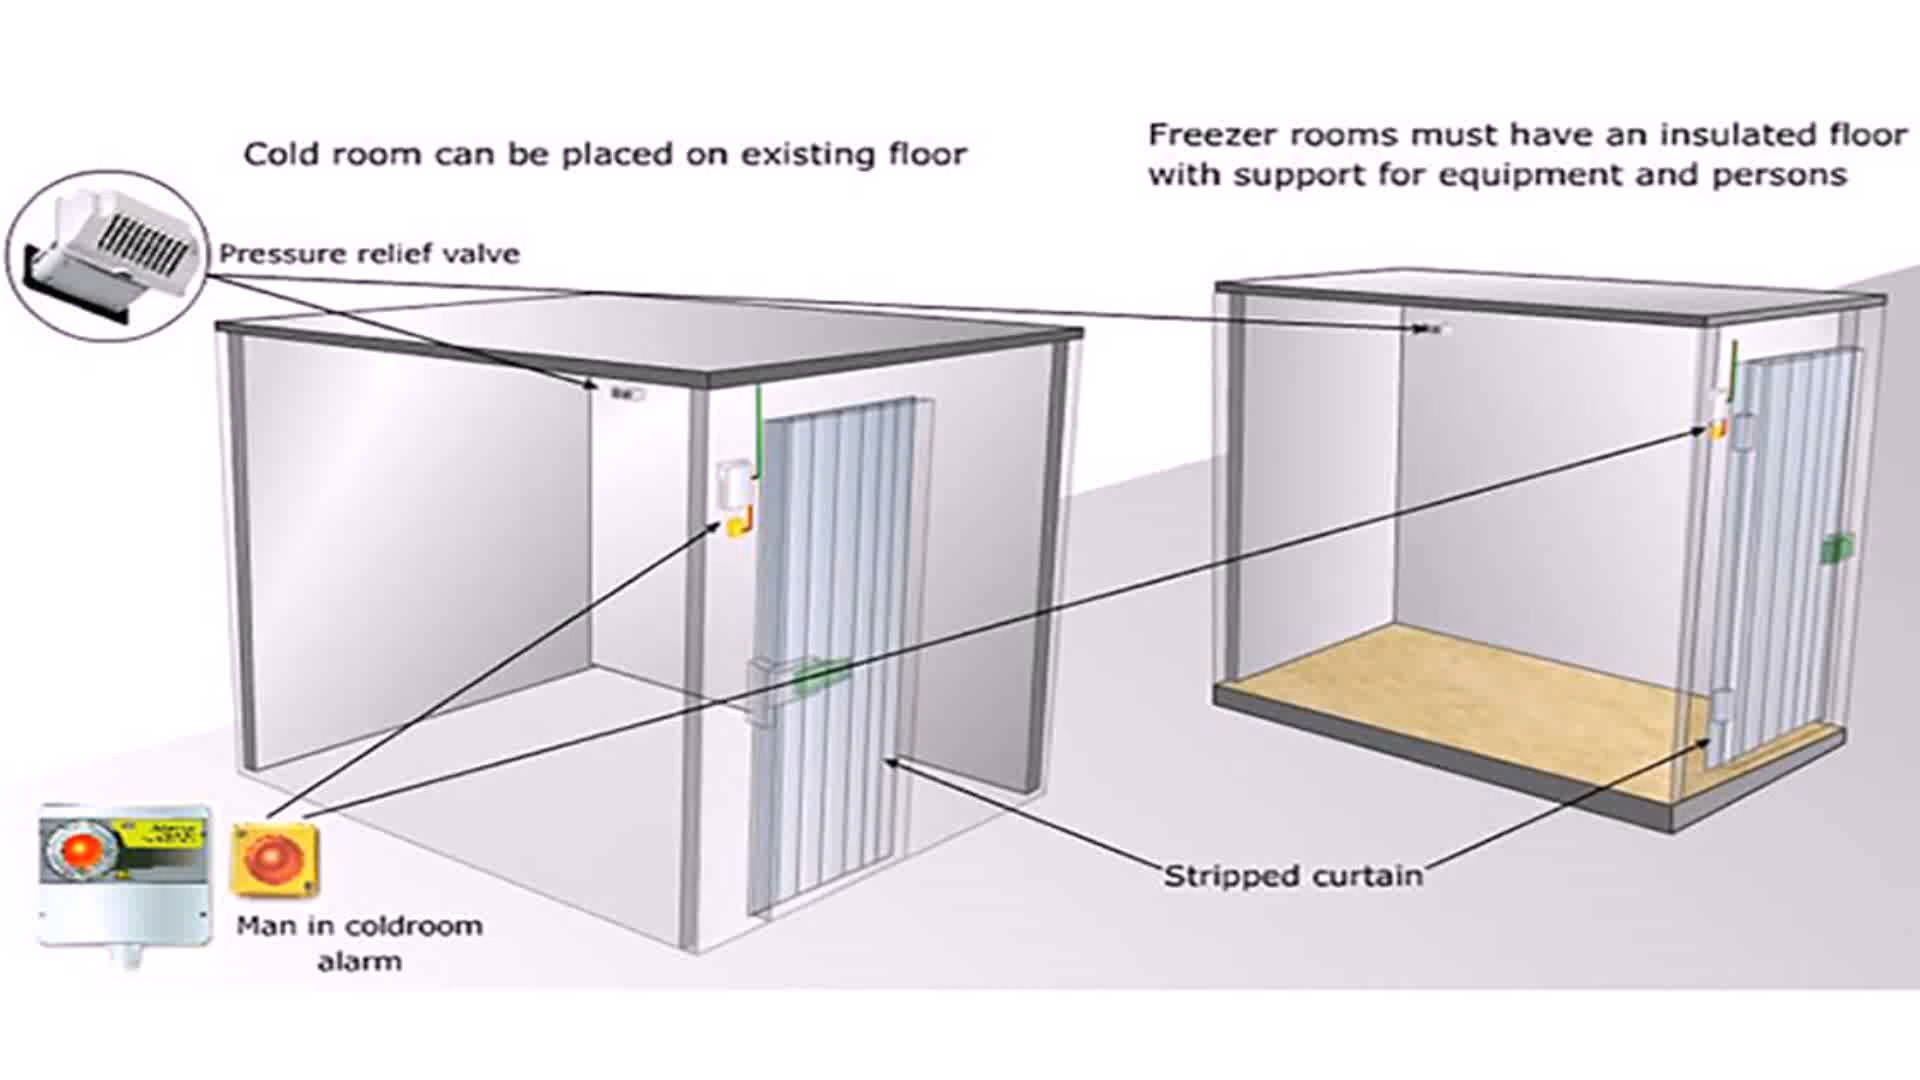 Cold room can be placed on existing floor
Freezer rooms must have an insulated floor
with support for equipment and persons
Pressure relief valve
Stripped curtain
Man in coldroom
alarm